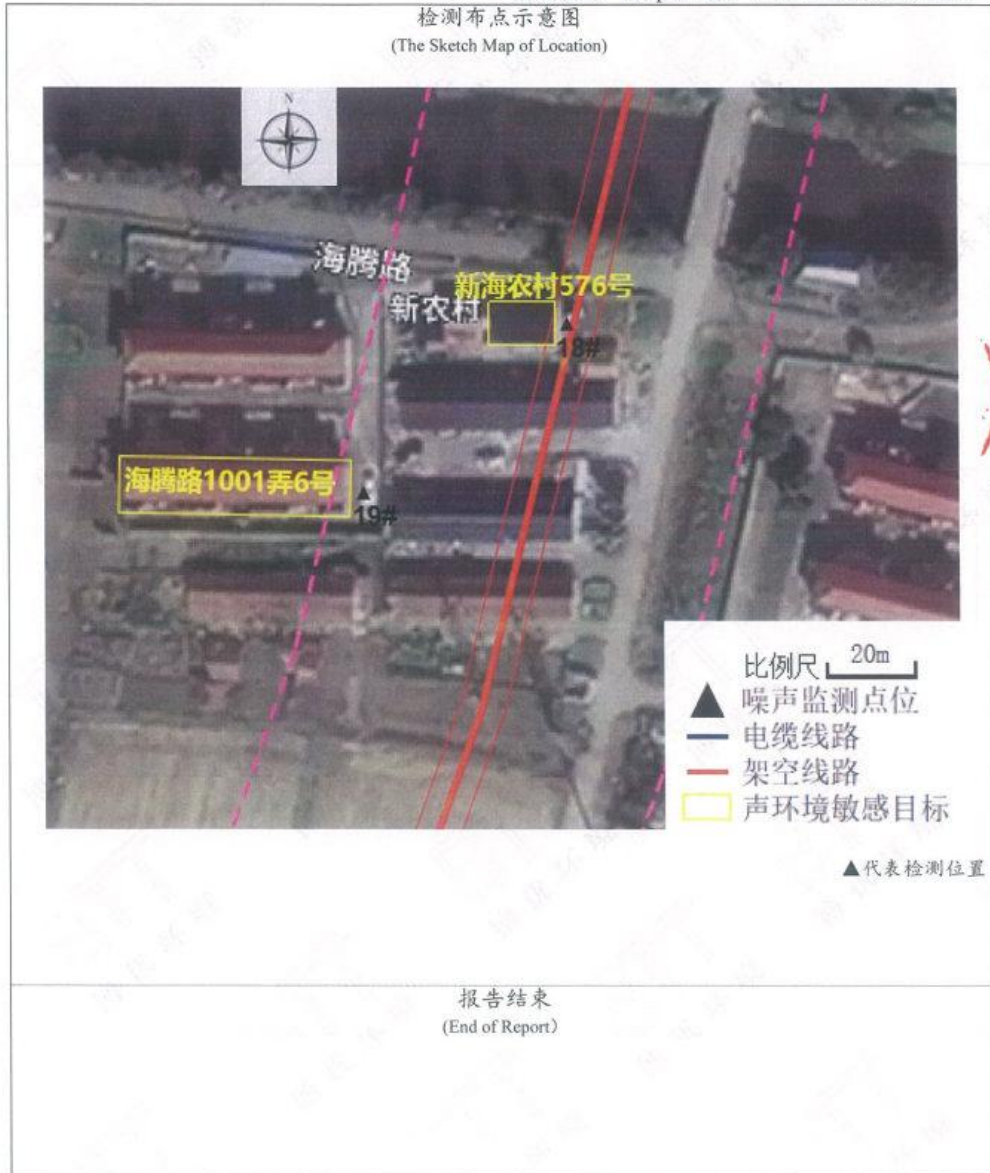 检测布点示意图
(The Sketch Map of Location)
N
海腾路
新海农村576号
新农村
18#
海腾路1001弄6号
19#
比例尺 20m
噪声监测点位
电缆线路
架空线路
声环境敏感目标
▲代表检测位置
报告结束
(End of Report)